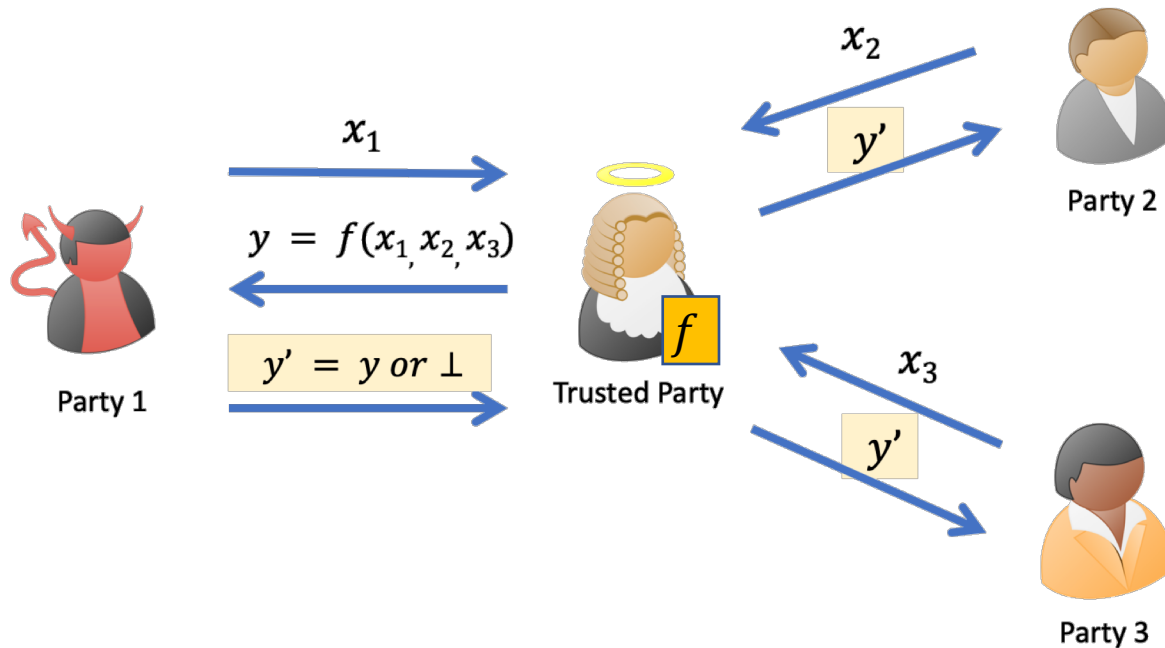 x₂
y’
Party 2
x₁
y = f(x₁, x₂, x₃)
y’ = y or ⊥
Party 1
f
Trusted Party
x₃
y’
Party 3